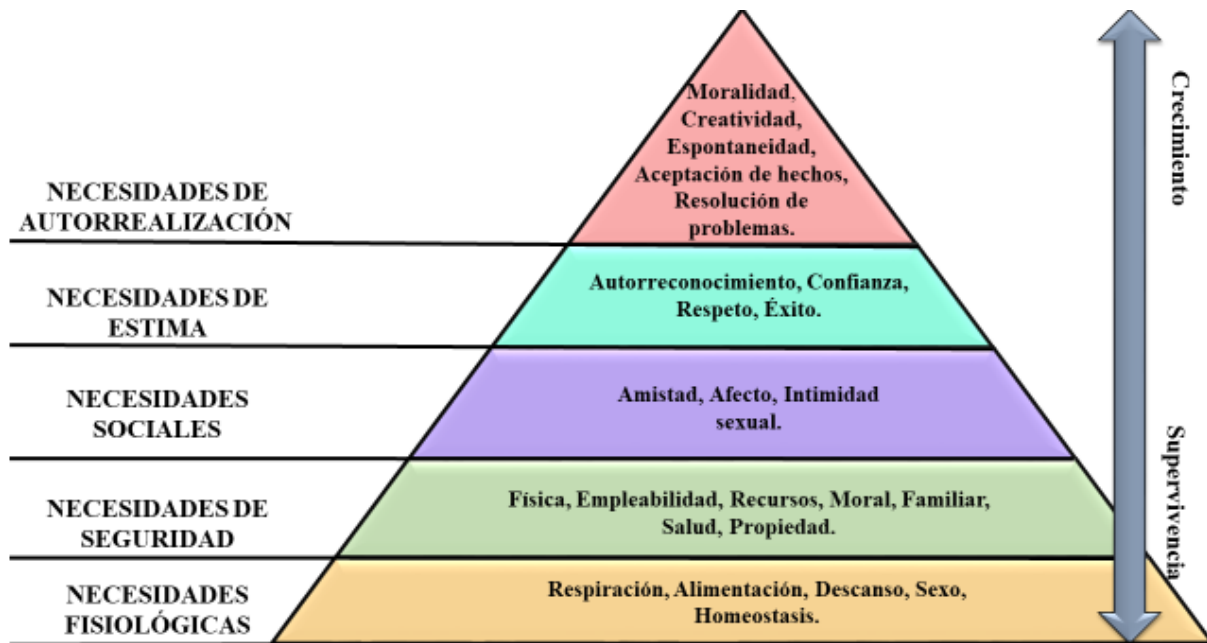 Moralidad,
Creatividad,
Espontaneidad,
Aceptación de hechos,
Resolución de
problemas.
NECESIDADES DE
AUTORREALIZACIÓN
Autorreconocimiento, Confianza,
Respeto, Éxito.
NECESIDADES DE
ESTIMA
Amistad, Afecto, Intimidad
sexual.
NECESIDADES
SOCIALES
Física, Empleabilidad, Recursos, Moral, Familiar,
Salud, Propiedad.
NECESIDADES DE
SEGURIDAD
Respiración, Alimentación, Descanso, Sexo,
Homeostasis.
NECESIDADES
FISIOLÓGICAS
Crecimiento
Supervivencia